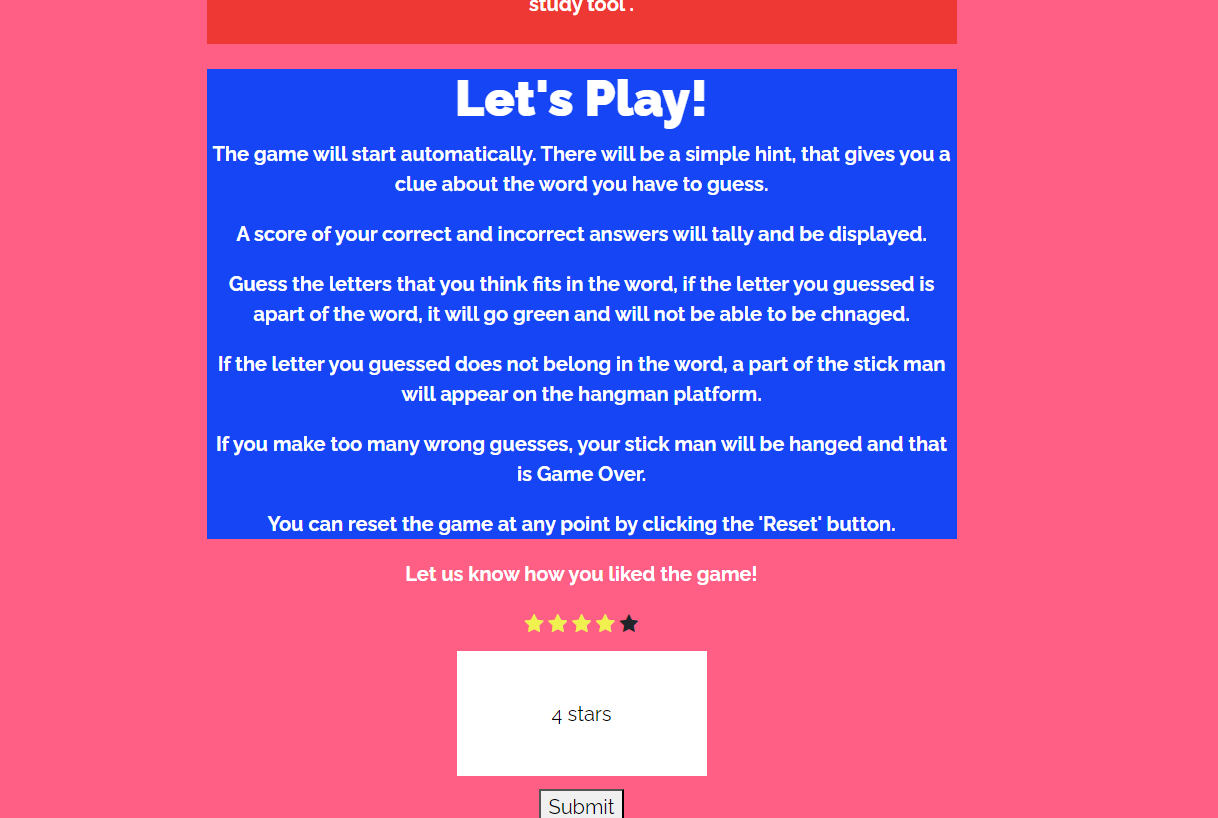 study tool .
Let's Play!
The game will start automatically. There will be a simple hint, that gives you a
clue about the word you have to guess.
A score of your correct and incorrect answers will tally and be displayed.
Guess the letters that you think fits in the word, if the letter you guessed is
apart of the word, it will go green and will not be able to be chnaged.
If the letter you guessed does not belong in the word, a part of the stick man
will appear on the hangman platform.
If you make too many wrong guesses, your stick man will be hanged and that
is Game Over.
You can reset the game at any point by clicking the 'Reset' button.
Let us know how you liked the game!
4 stars
Submit